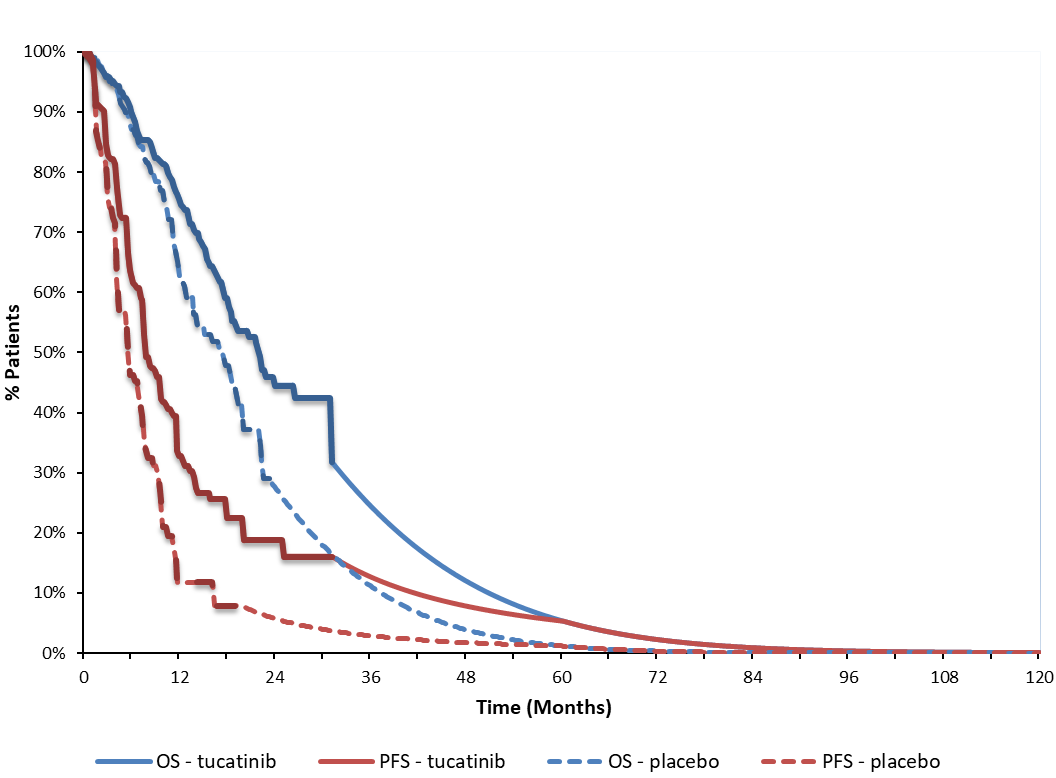 100%
90%
80%
70%
60%
50%
40%
30%
20%
10%
0%
% Patients
0 12 24 36 48 60 72 84 96 108 120
Time (Months)
OS - tucatinib PFS - tucatinib OS - placebo PFS - placebo